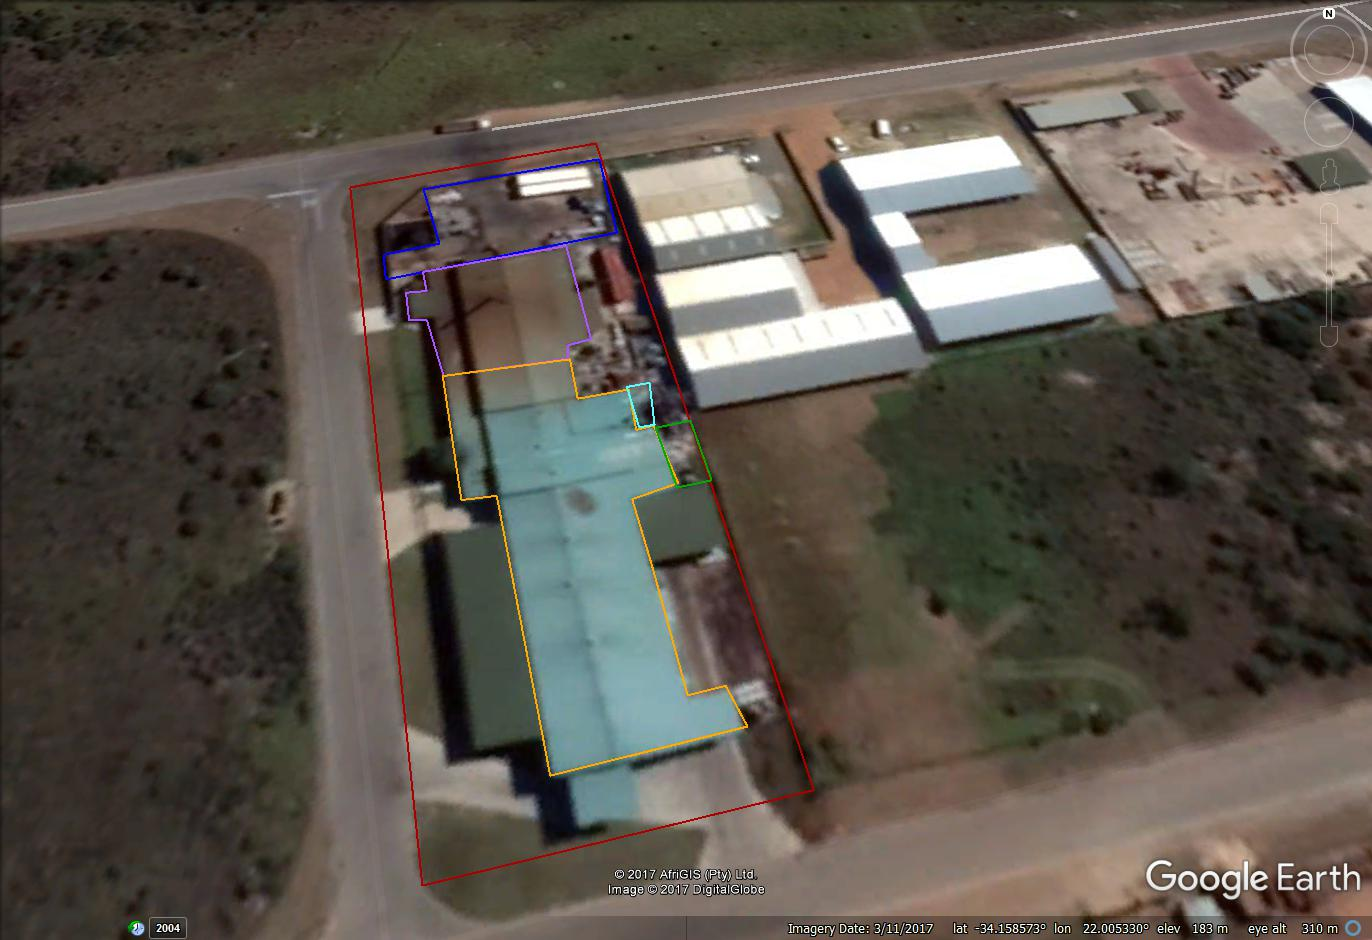 N
© 2017 AfriGIS (Pty) Ltd.
Image © 2017 DigitalGlobe
Google Earth
2004
Imagery Date: 3/11/2017 lat -34.158573° lon 22.005330° elev 183 m eye alt 310 m